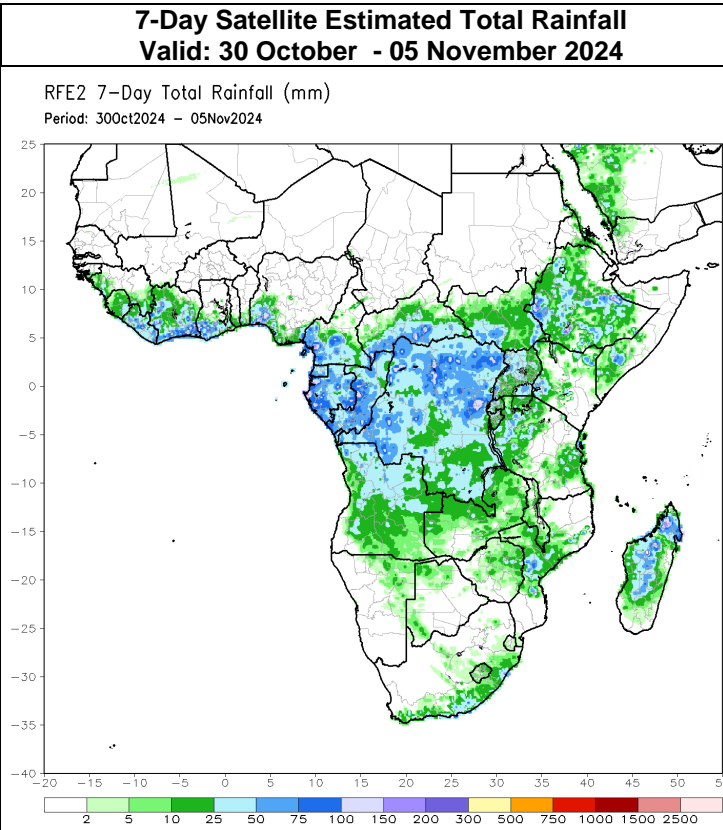 7-Day Satellite Estimated Total Rainfall
Valid: 30 October - 05 November 2024
RFE2 7-Day Total Rainfall (mm)
Period: 30Oct2024 - 05Nov2024
25
20
15
10
5
0
-5
-10
-15
-20
-25
-30
-35
-40
-20 -15 -10 -5 0 5 10 15 20 25 30 35 40 45 50 55
2 5 10 25 50 75 100 150 200 300 500 750 1000 1500 2500